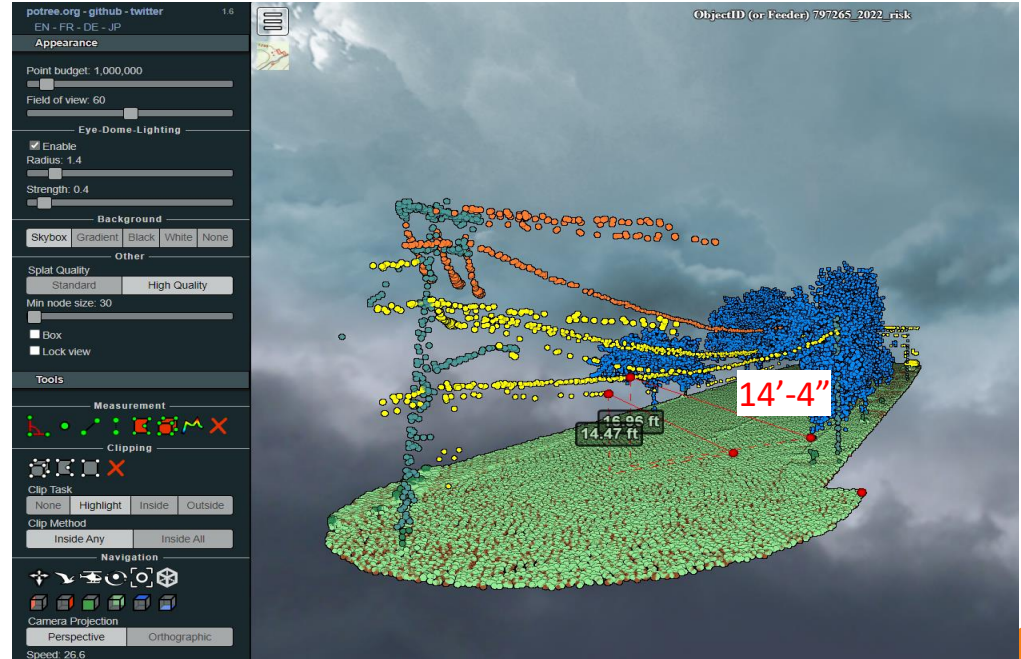 potree.org - github - twitter 1.6
EN - FR - DE - JP
Appearance
Point budget: 1,000,000
Field of view: 60
Eye-Dome-Lighting
Enable
Radius: 1.4
Strength: 0.4
Background
Skybox Gradient Black White None
Other
Splat Quality
Standard High Quality
Min node size: 30
Box
Lock view
Tools
Measurement
Clipping
Clip Task
None Highlight Inside Outside
Clip Method
Inside Any Inside All
Navigation
Camera Projection
Perspective Orthographic
Speed: 26.6
ObjectID (or Feeder) 797265_2022_risk
14’-4”
16.96 ft
14.47 ft